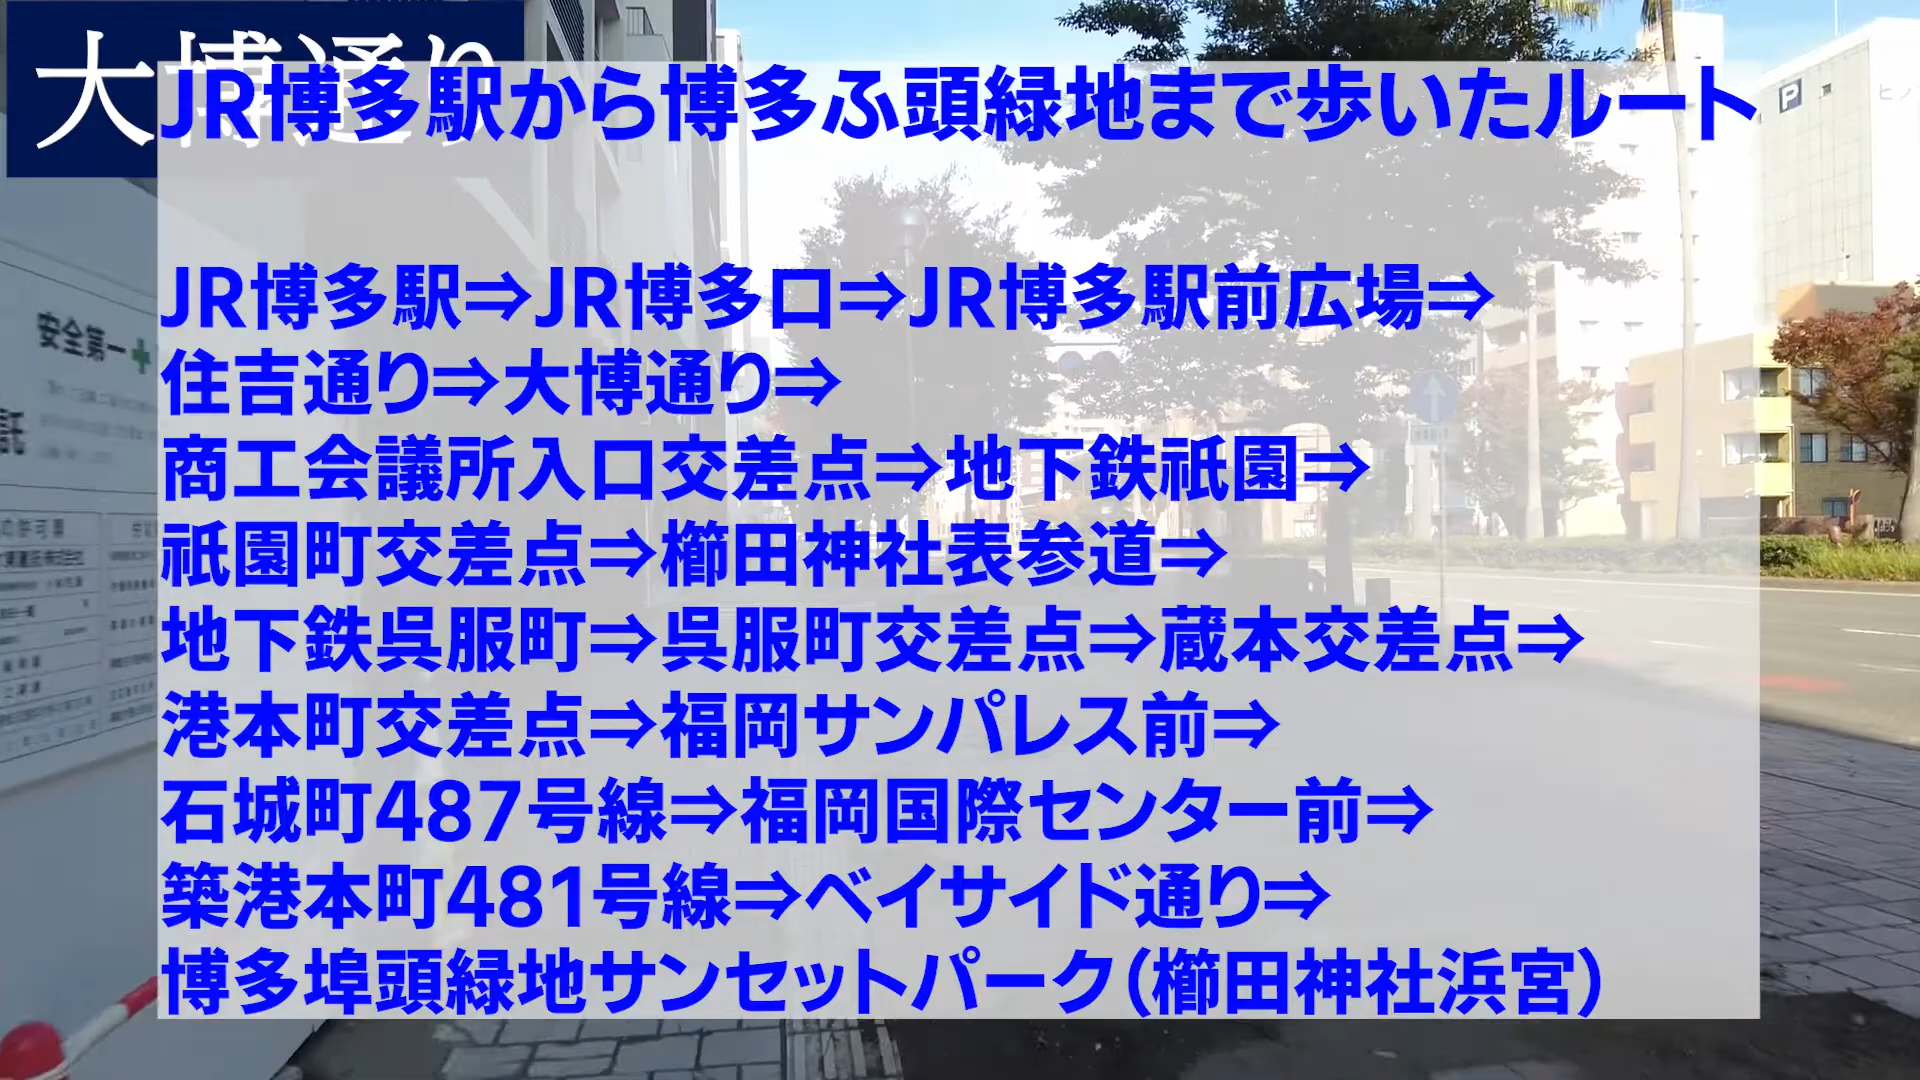 大博通り
JR博多駅から博多ふ頭緑地まで歩いたルート
JR博多駅⇒JR博多口⇒JR博多駅前広場⇒
住吉通り⇒大博通り⇒
商工会議所入口交差点⇒地下鉄祇園⇒
祇園町交差点⇒櫛田神社表参道⇒
地下鉄呉服町⇒呉服町交差点⇒蔵本交差点⇒
港本町交差点⇒福岡サンパレス前⇒
石城町487号線⇒福岡国際センター前⇒
築港本町481号線⇒ベイサイド通り⇒
博多埠頭緑地サンセットパーク(櫛田神社浜宮)
安全第一
P